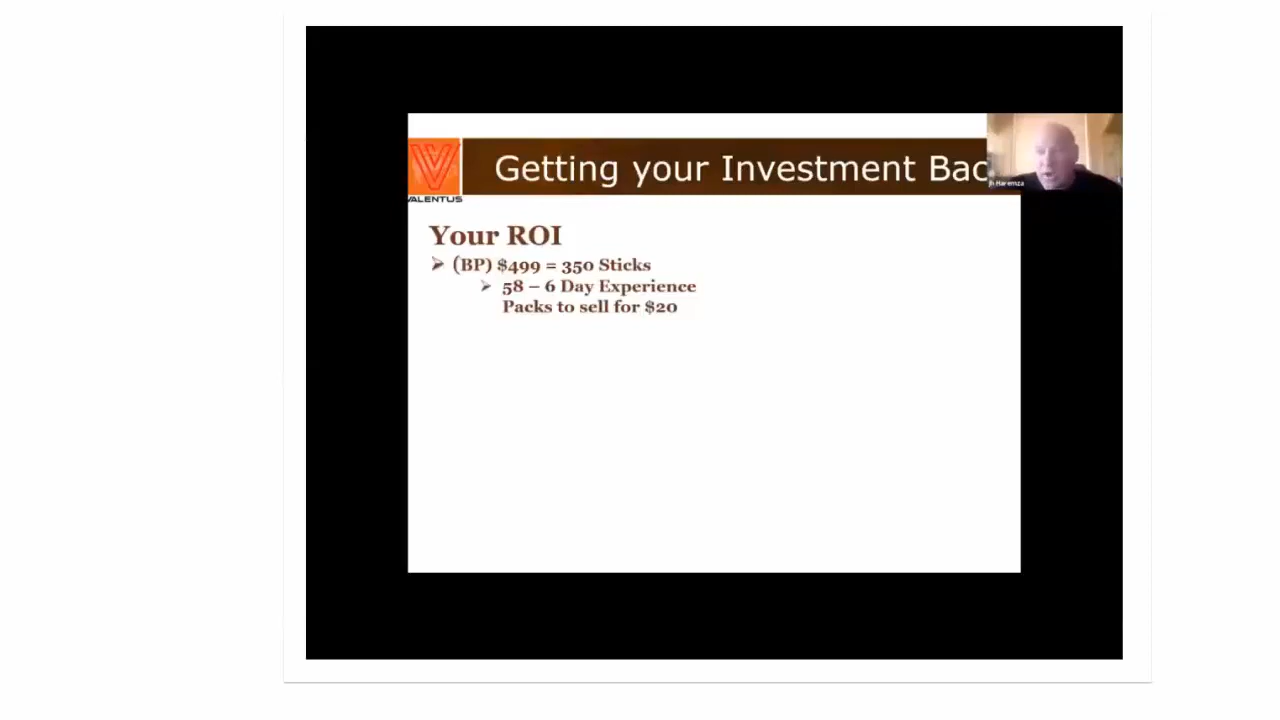 Getting your Investment Bac
Haremza
VALENTUS
Your ROI
(BP) $499 = 350 Sticks
58 – 6 Day Experience
Packs to sell for $20